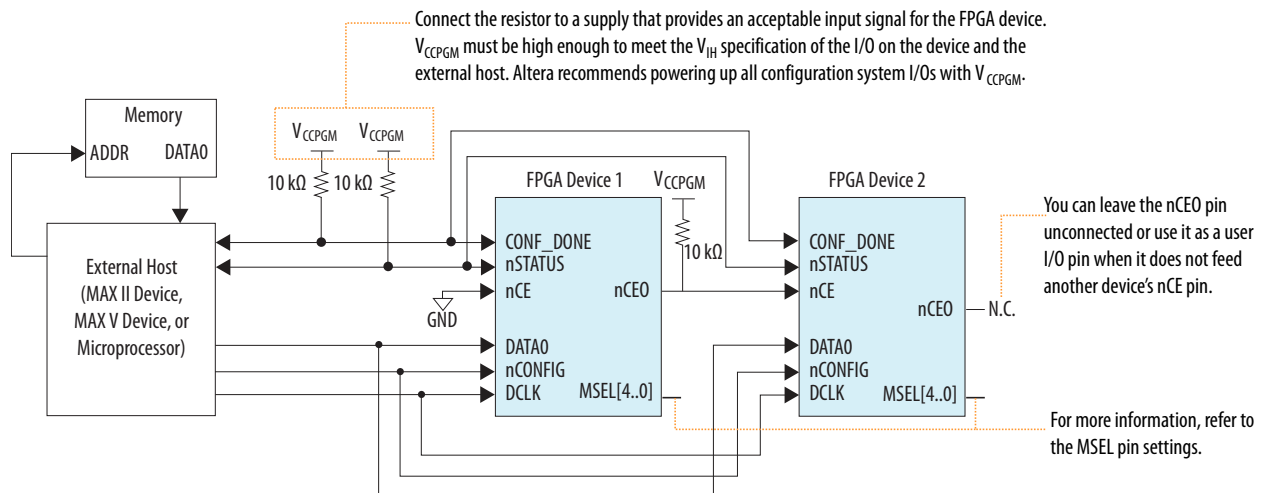 Connect the resistor to a supply that provides an acceptable input signal for the FPGA device.
VCCPGM must be high enough to meet the VIH specification of the I/O on the device and the
external host. Altera recommends powering up all configuration system I/Os with VCCPGM.
Memory
ADDR DATA0
VCCPGM VCCPGM
10 kΩ 10 kΩ
FPGA Device 1
VCCPGM
10 kΩ
FPGA Device 2
You can leave the nCEO pin
unconnected or use it as a user
I/O pin when it does not feed
another device's nCE pin.
External Host
(MAX II Device,
MAX V Device, or
Microprocessor)
CONF_DONE
nSTATUS
nCE nCEO
GND
DATA0
nCONFIG
DCLK MSEL[4..0]
CONF_DONE
nSTATUS
nCE
nCEO N.C.
DATA0
nCONFIG
DCLK MSEL[4..0]
For more information, refer to
the MSEL pin settings.